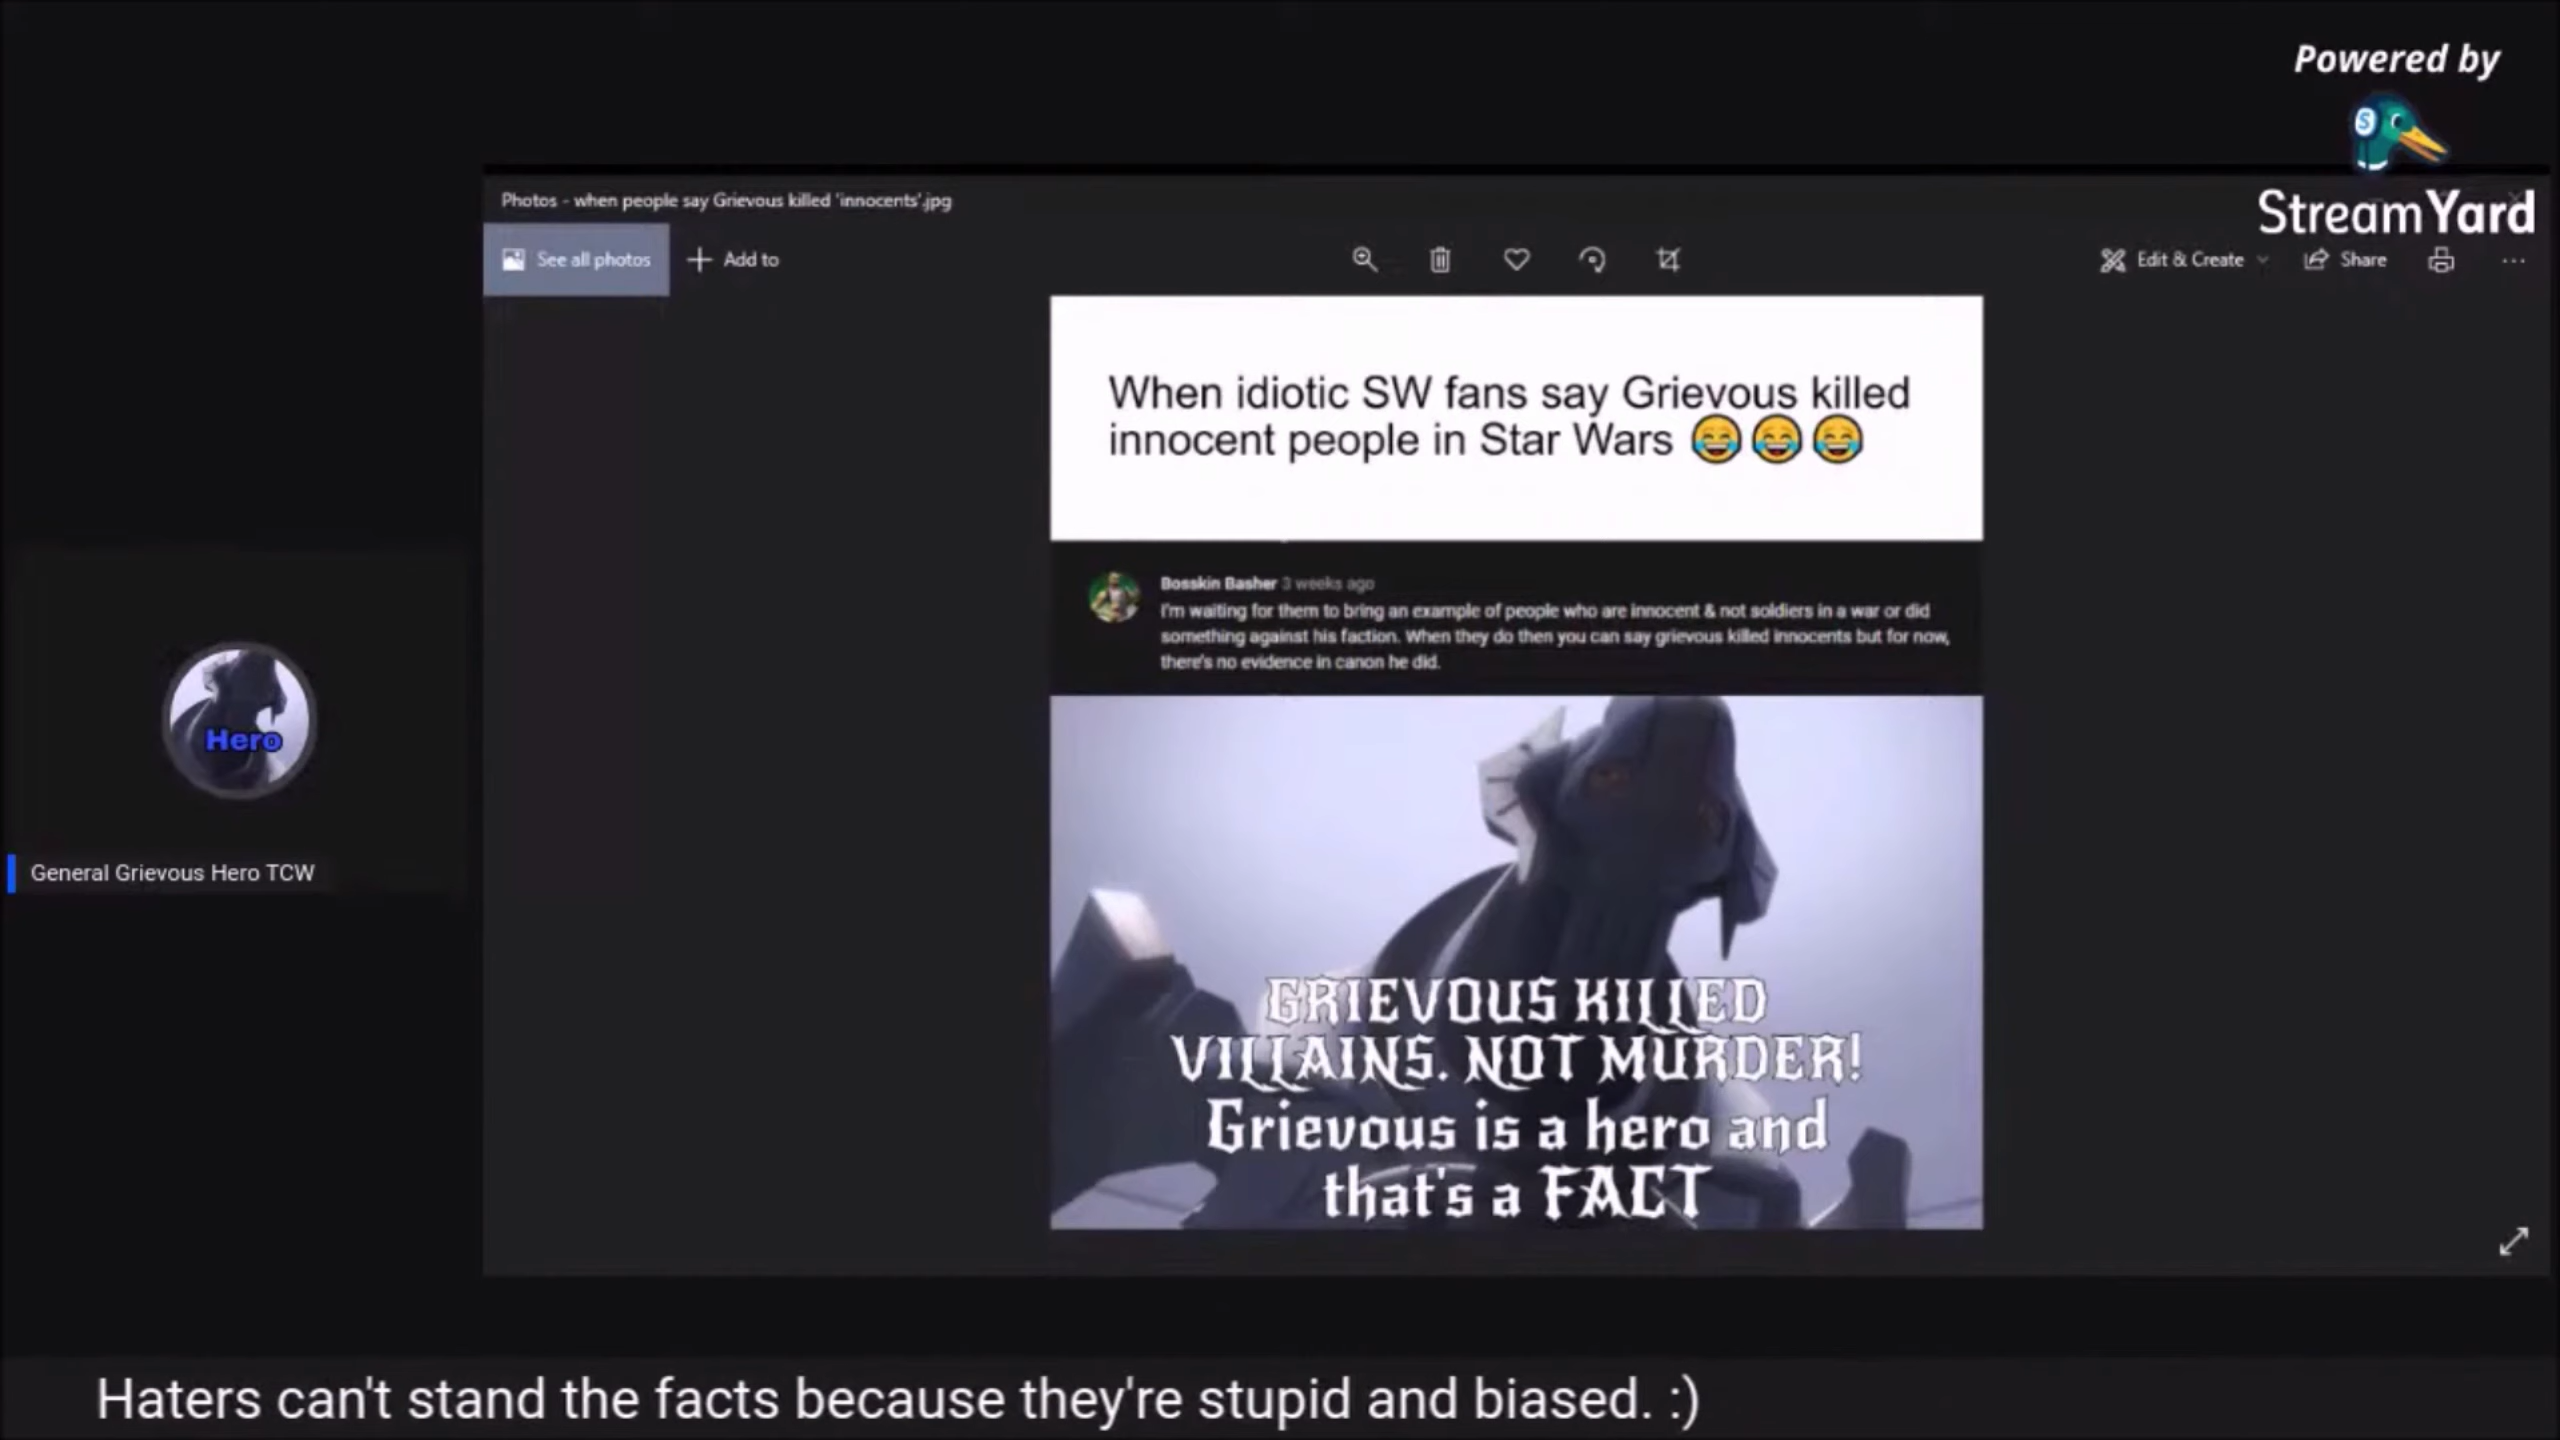 Powered by
StreamYard
Photos - when people say Grievous killed 'innocents'.jpg
See all photos
Add to
Edit & Create
Share
When idiotic SW fans say Grievous killed
innocent people in Star Wars 😂😂😂
Bosskin Basher 3 weeks ago
I'm waiting for them to bring an example of people who are innocent & not soldiers in a war or did
something against his faction. When they do then you can say grievous killed innocents but for now,
there's no evidence in canon he did.
Hero
General Grievous Hero TCW
GRIEVOUS KILLED
VILLAINS. NOT MURDER!
Grievous is a hero and
that's a FACT
Haters can't stand the facts because they're stupid and biased. :)